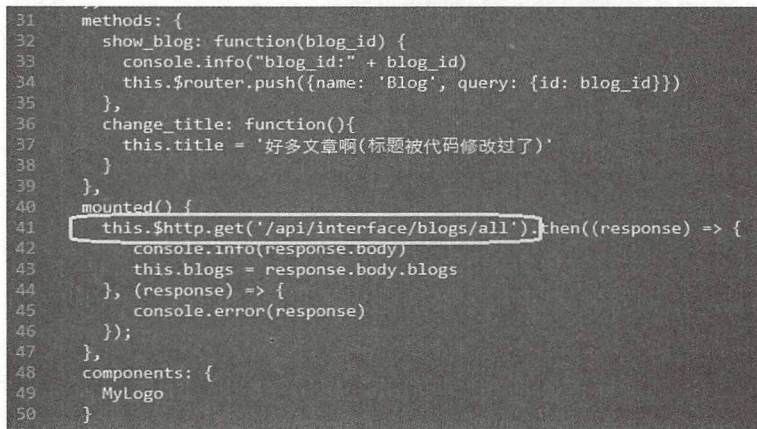 31 methods: {
32 show_blog: function(blog_id) {
33 console.info("blog_id:" + blog_id)
34 this.$router.push({name: 'Blog', query: {id: blog_id}})
35 },
36 change_title: function(){
37 this.title = '好多文章啊(标题被代码修改过了)'
38 }
39 },
40 mounted() {
41 this.$http.get('/api/interface/blogs/all').then((response) => {
42 console.info(response.body)
43 this.blogs = response.body.blogs
44 }, (response) => {
45 console.error(response)
46 });
47 },
48 components: {
49 MyLogo
50 }